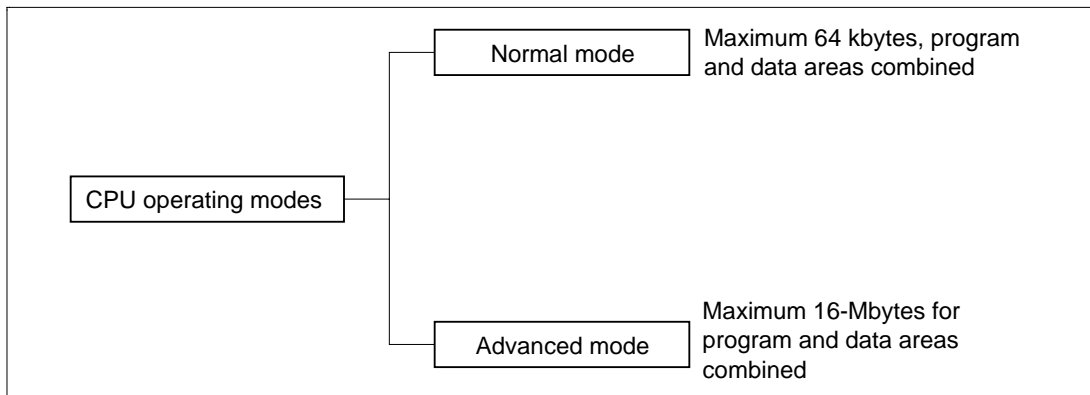 Normal mode
Maximum 64 kbytes, program
and data areas combined
CPU operating modes
Advanced mode
Maximum 16-Mbytes for
program and data areas
combined